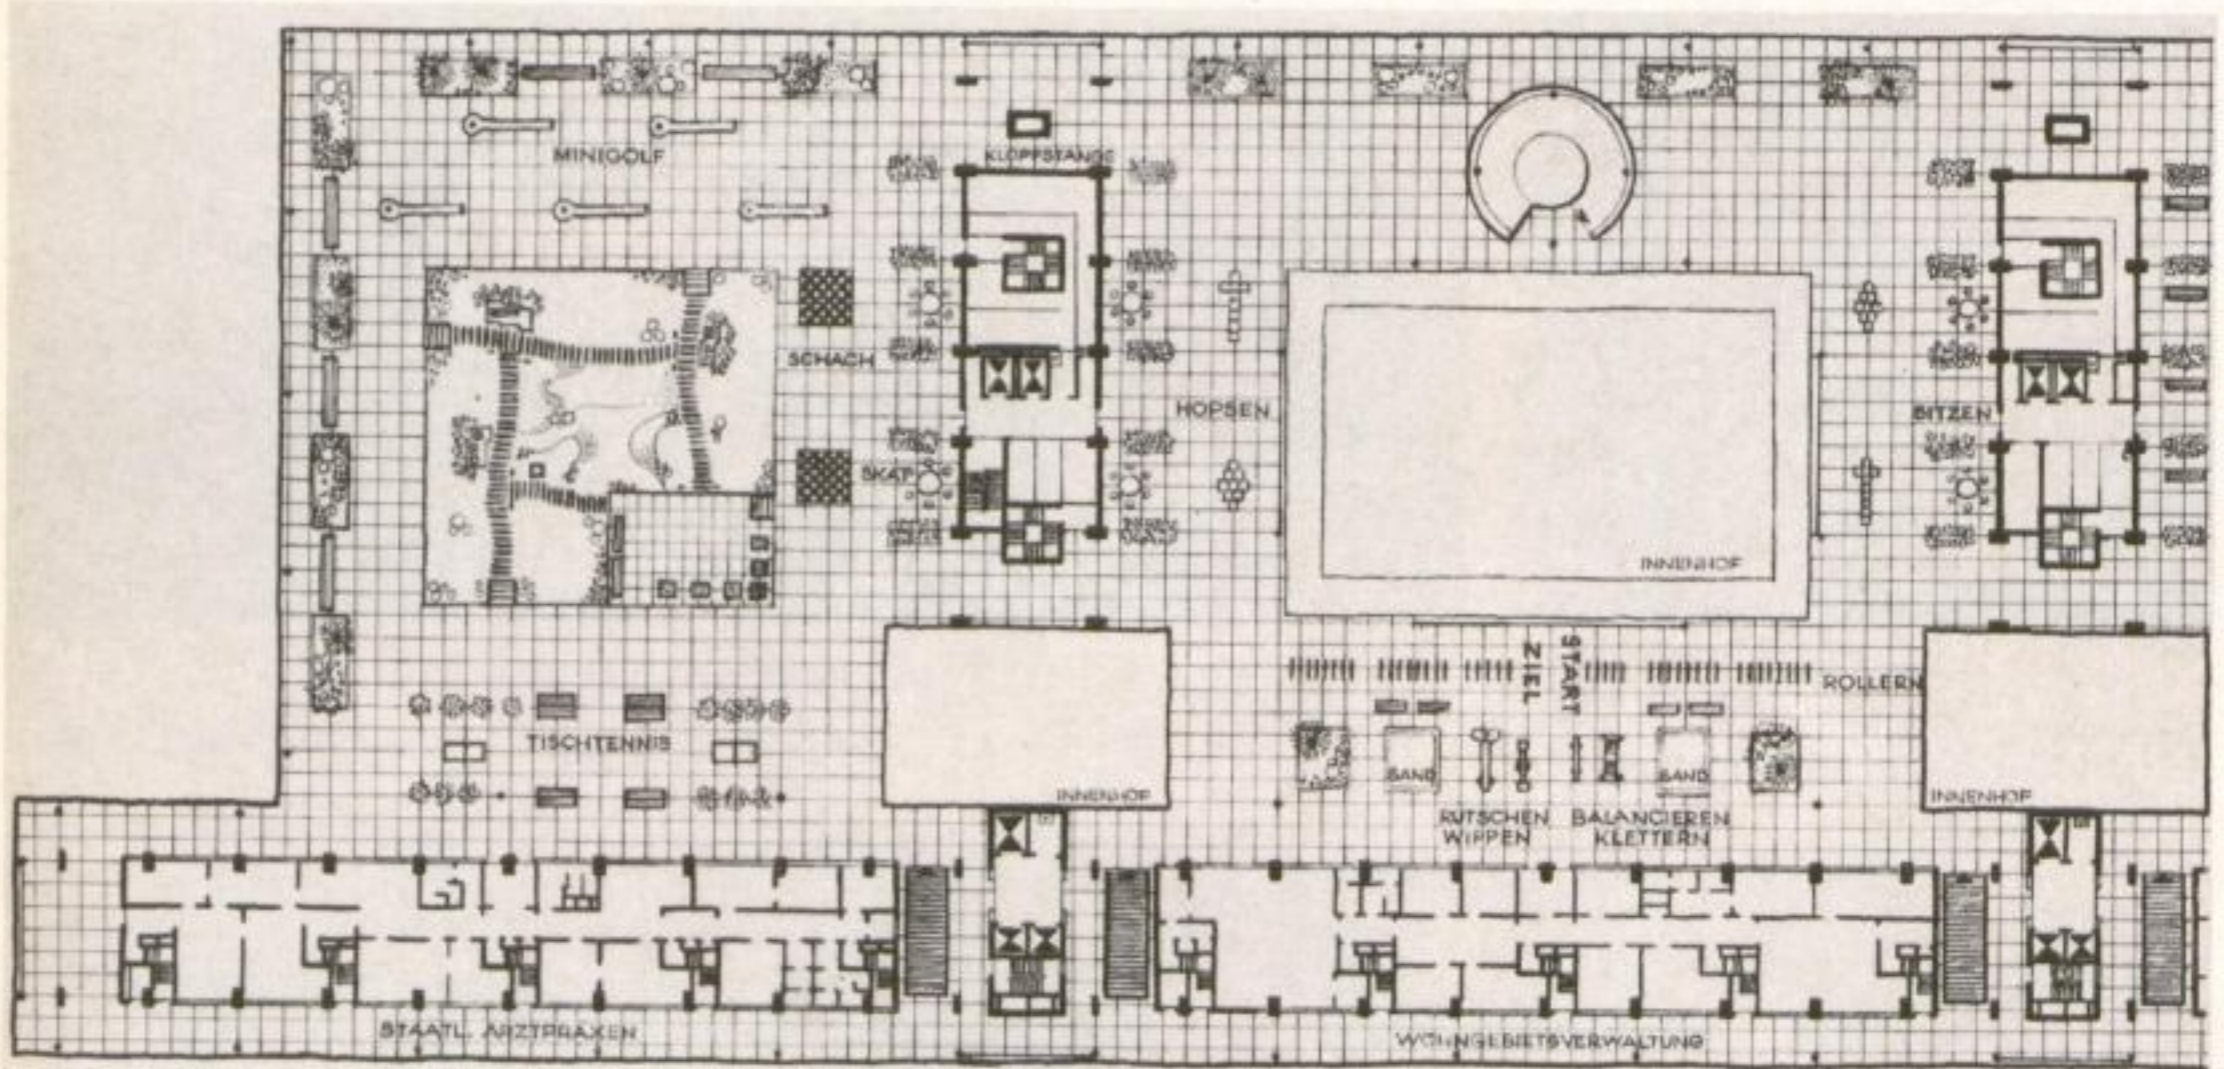 MINIGOLF
KLOPFSTANGE
SCHACH
HOPSEN
SITZEN
SKAT
INNENHOF
START
ZIEL
ROLLERN
TISCHTENNIS
SAND
SAND
INNENHOF
INNENHOF
RUTSCHEN
WIPPEN
BALANCIEREN
KLETTERN
STAATL. ARZTPRAXEN
WOHNGEBIETSVERWALTUNG